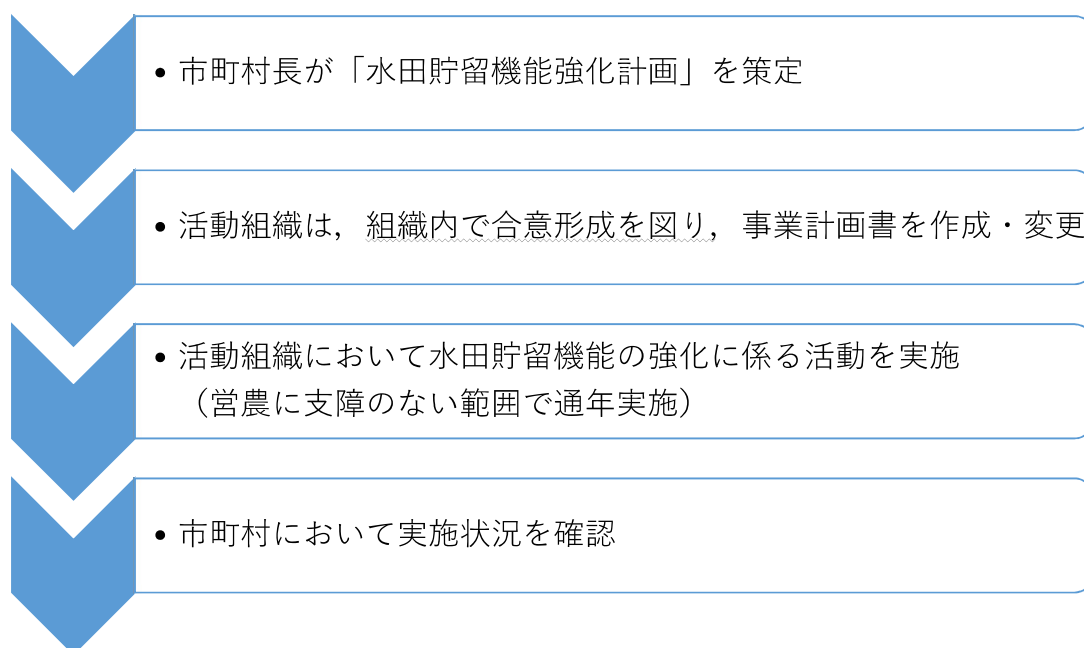 • 市町村長が「水田貯留機能強化計画」を策定
• 活動組織は，組織内で合意形成を図り，事業計画書を作成・変更
• 活動組織において水田貯留機能の強化に係る活動を実施
（営農に支障のない範囲で通年実施）
• 市町村において実施状況を確認